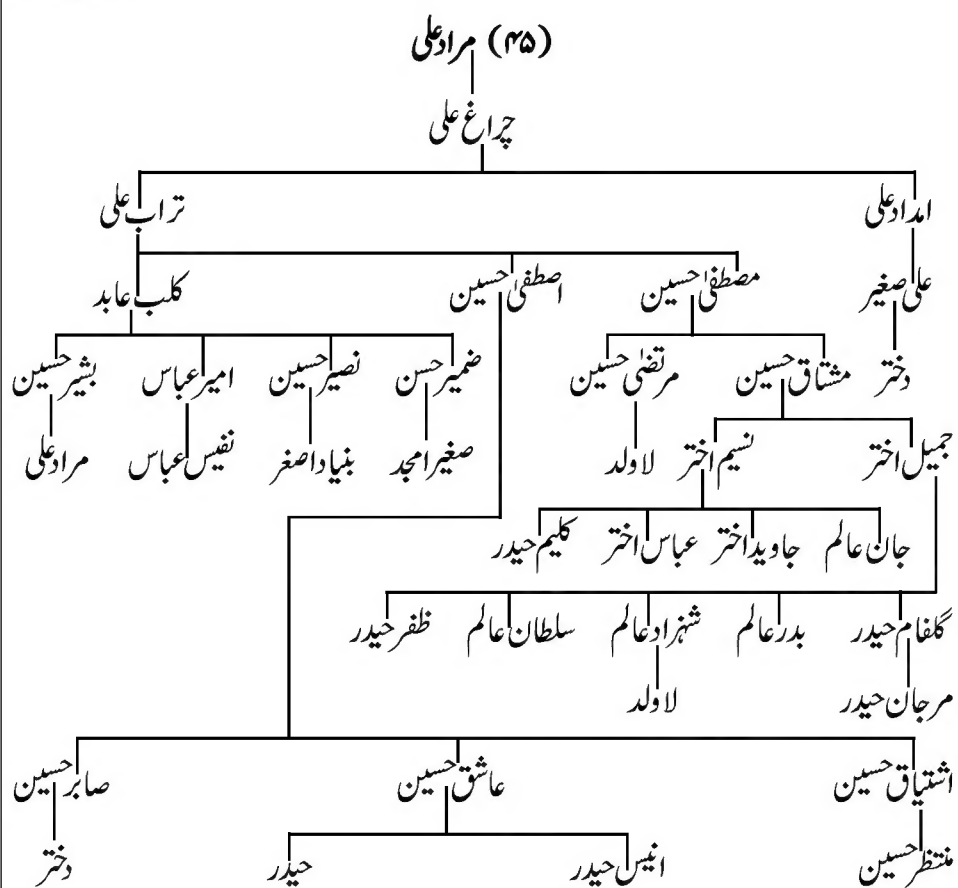 (۴۵) مراد علی
چراغ علی
امداد علی تراب علی
علی صغیر مصطفیٰ حسین اصطفیٰ حسین کلب عابد
دختر مشتاق حسین مرتضیٰ حسین ضمیر حسن نصیر حسین امیر عباس بشیر حسین
جمیل اختر نسیم اختر لاولد صغیر امجد بنیاد اصغر نفیس عباس مراد علی
جان عالم جاوید اختر عباس اختر کلیم حیدر
گلفام حیدر بدر عالم شہزاد عالم سلطان عالم ظفر حیدر
مرجان حیدر لاولد
اشتیاق حسین عاشق حسین صابر حسین
منتظر حسین انیس حیدر حیدر دختر